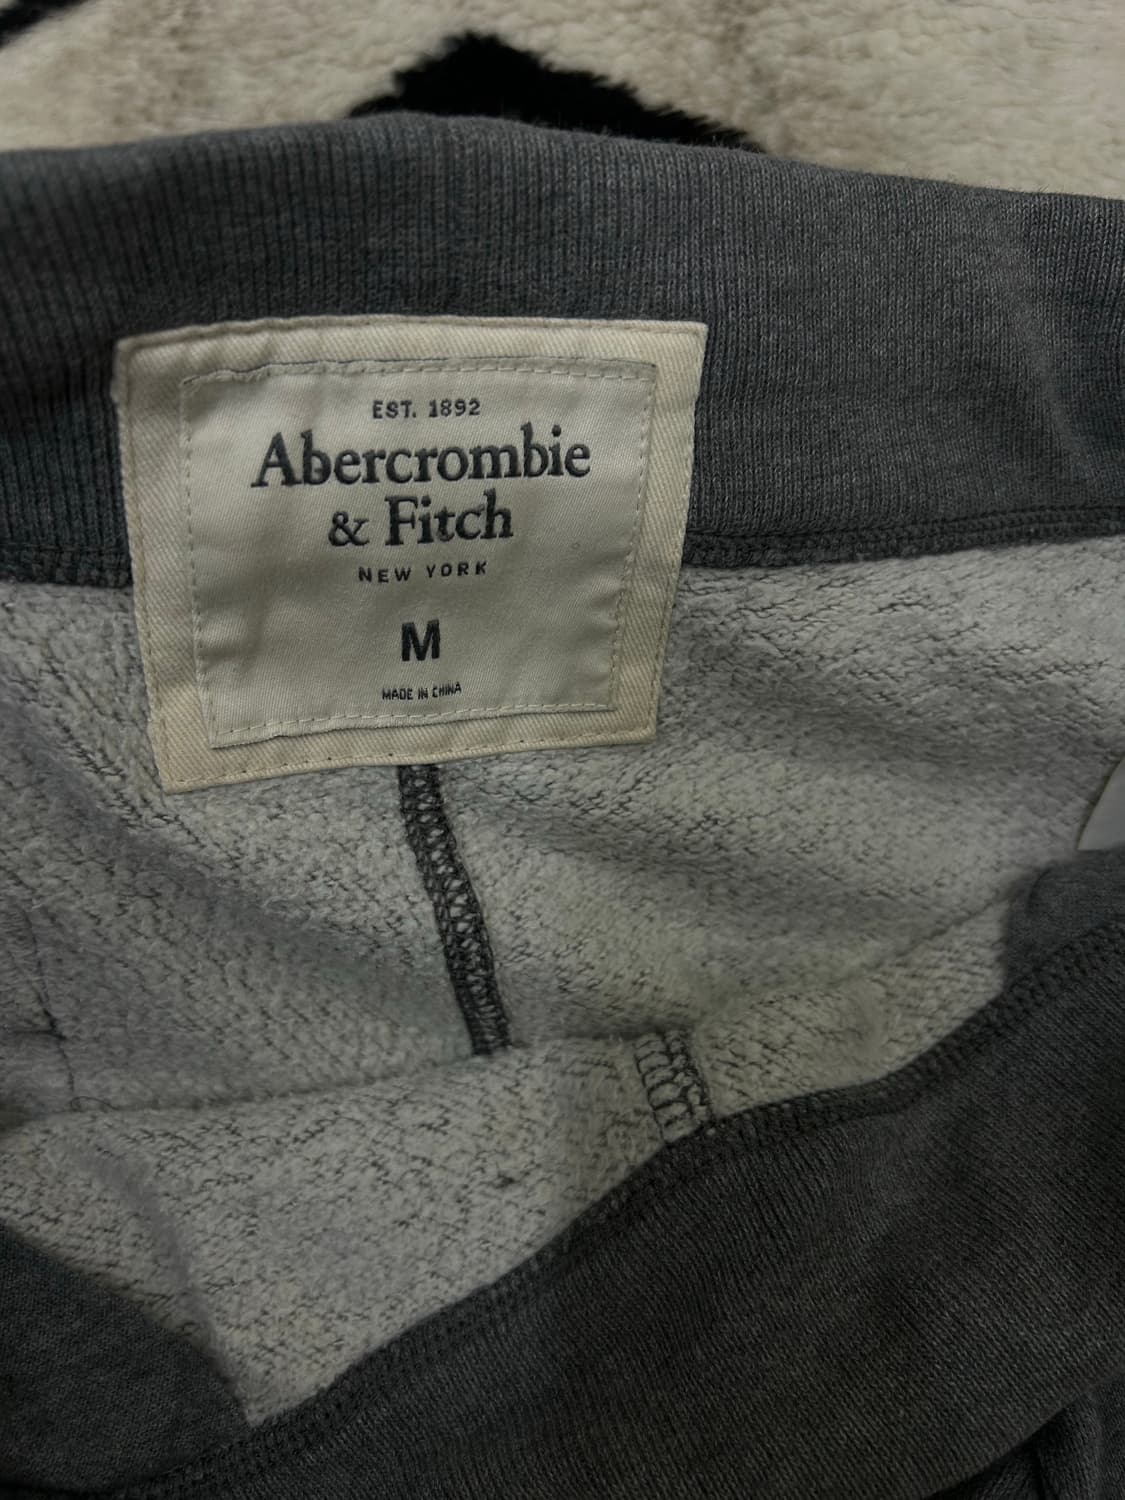 EST. 1892
Abercrombie
& Fitch
NEW YORK
M
MADE IN CHINA